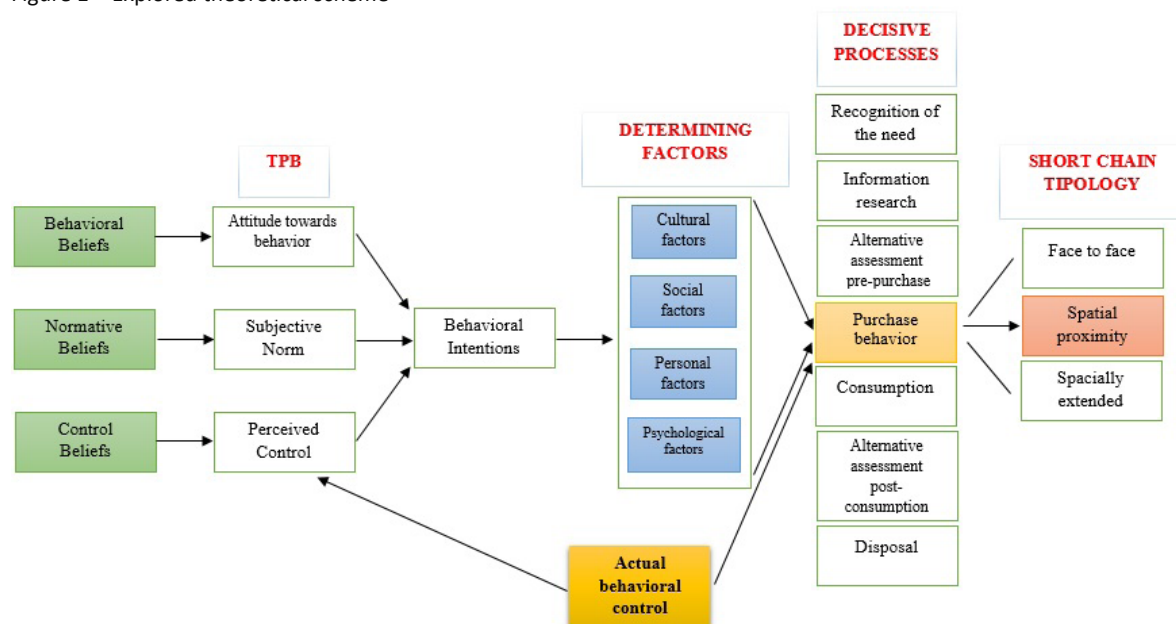 DECISIVE
PROCESSES
Recognition of
the need
DETERMINING
FACTORS
TPB
Information
research
SHORT CHAIN
TIPOLOGY
Behavioral
Beliefs
Attitude towards
behavior
Cultural
factors
Alternative
assessment
pre-purchase
Face to face
Normative
Beliefs
Subjective
Norm
Behavioral
Intentions
Social
factors
Purchase
behavior
Spatial
proximity
Control
Beliefs
Perceived
Control
Personal
factors
Consumption
Spacially
extended
Psychological
factors
Alternative
assessment
post-
consumption
Actual
behavioral
control
Disposal